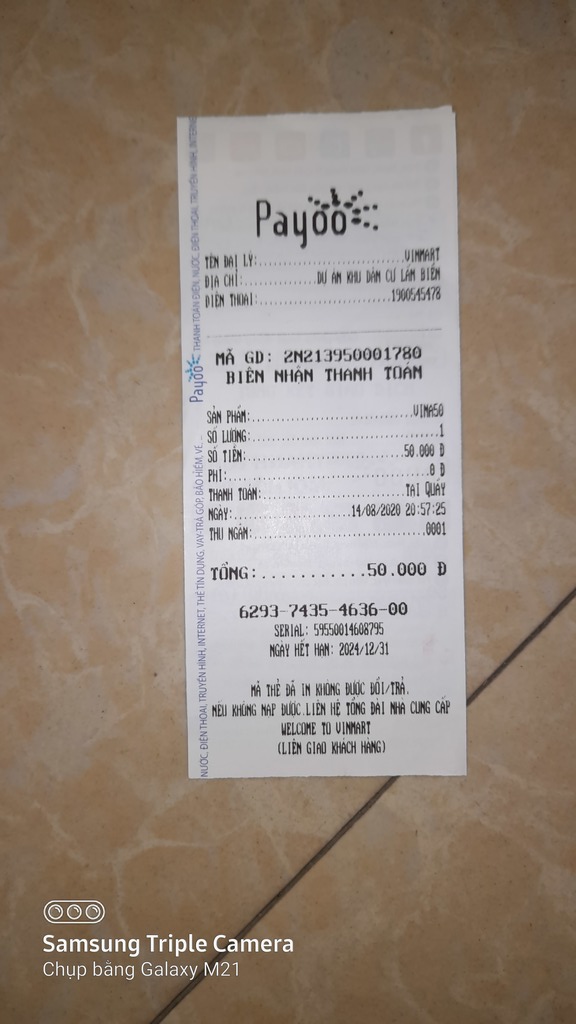 Payoo
TÊN ĐẠI LÝ:........................VINMART
ĐỊA CHỈ:............DỰ ÁN KHU DÂN CƯ LÂM BIÊN
ĐIỆN THOẠI:......................1900545478
MÃ GD: 2N213950001780
BIÊN NHẬN THANH TOÁN
SẢN PHẨM:..........................VINA50
SỐ LƯỢNG:..............................1
SỐ TIỀN:..........................50.000 Đ
PHÍ:..................................0 Đ
THANH TOÁN:......................TẠI QUẦY
NGÀY:..................14/08/2020 20:57:25
THU NGÂN:...........................0001
TỔNG:...........50.000 Đ
6293-7435-4636-00
SERIAL: 59550014608795
NGÀY HẾT HẠN: 2024/12/31
MÃ THẺ ĐÃ IN KHÔNG ĐƯỢC ĐỔI/TRẢ.
NẾU KHÔNG NẠP ĐƯỢC LIÊN HỆ TỔNG ĐÀI NHÀ CUNG CẤP
WELCOME TO VINMART
(LIÊN GIAO KHÁCH HÀNG)
NƯỚC, ĐIỆN THOẠI, TRUYỀN HÌNH, INTERNET, THẺ TÍN DỤNG, VAY-TRẢ GÓP, BẢO HIỂM, VÉ,... Payoo THANH TOÁN ĐIỆN, NƯỚC, ĐIỆN THOẠI, TRUYỀN HÌNH, INTERNE
Samsung Triple Camera
Chụp bằng Galaxy M21